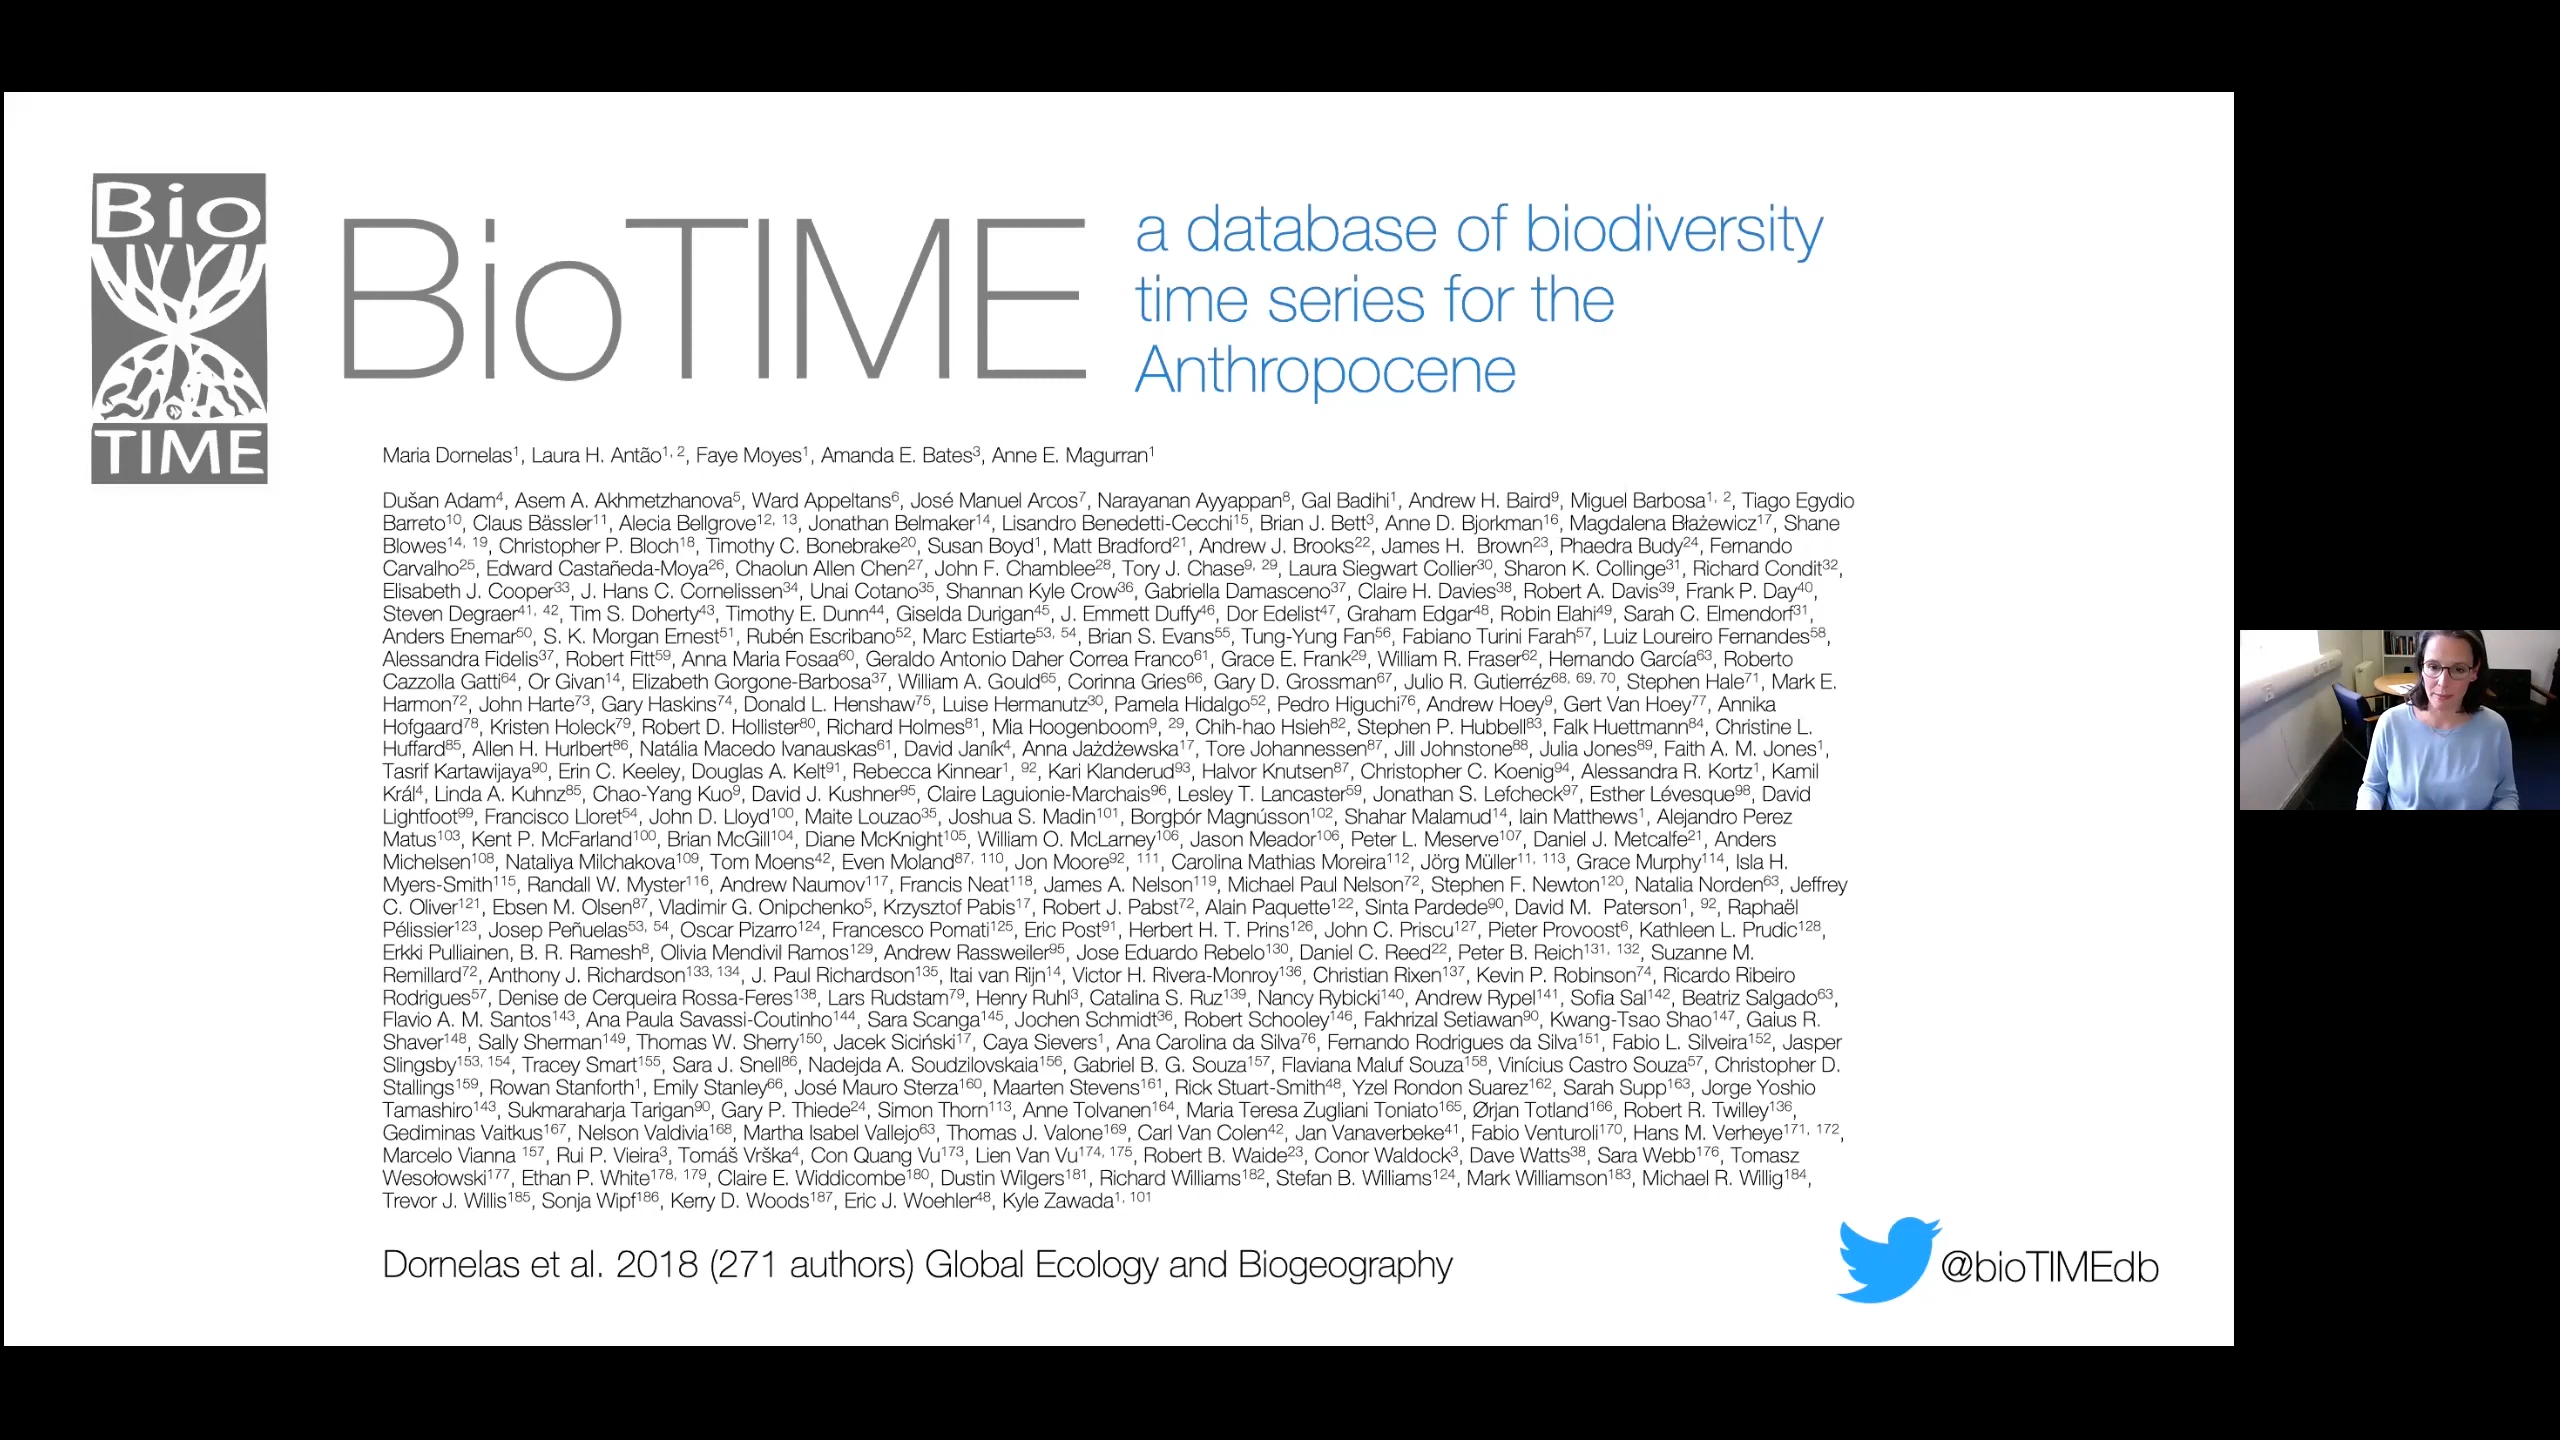 Bio
TIME
BioTIME
a database of biodiversity
time series for the
Anthropocene
Maria Dornelas1, Laura H. Antão1, 2, Faye Moyes1, Amanda E. Bates3, Anne E. Magurran1
Dušan Adam4, Asem A. Akhmetzhanova5, Ward Appeltans6, José Manuel Arcos7, Narayanan Ayyappan8, Gal Badihi1, Andrew H. Baird9, Miguel Barbosa1, 2, Tiago Egydio
Barreto10, Claus Bässler11, Alecia Bellgrove12, 13, Jonathan Belmaker14, Lisandro Benedetti-Cecchi15, Brian J. Bett3, Anne D. Bjorkman16, Magdalena Błażewicz17, Shane
Blowes14, 19, Christopher P. Bloch18, Timothy C. Bonebrake20, Susan Boyd1, Matt Bradford21, Andrew J. Brooks22, James H. Brown23, Phaedra Budy24, Fernando
Carvalho25, Edward Castañeda-Moya26, Chaolun Allen Chen27, John F. Chamblee28, Tory J. Chase9, 29, Laura Siegwart Collier30, Sharon K. Collinge31, Richard Condit32,
Elisabeth J. Cooper33, J. Hans C. Cornelissen34, Unai Cotano35, Shannan Kyle Crow36, Gabriella Damasceno37, Claire H. Davies38, Robert A. Davis39, Frank P. Day40,
Steven Degraer41, 42, Tim S. Doherty43, Timothy E. Dunn44, Giselda Durigan45, J. Emmett Duffy46, Dor Edelist47, Graham Edgar48, Robin Elahi49, Sarah C. Elmendorf31,
Anders Enemar50, S. K. Morgan Ernest51, Rubén Escribano52, Marc Estiarte53, 54, Brian S. Evans55, Tung-Yung Fan56, Fabiano Turini Farah57, Luiz Loureiro Fernandes58,
Alessandra Fidelis37, Robert Fitt59, Anna Maria Fosaa60, Geraldo Antonio Daher Correa Franco61, Grace E. Frank29, William R. Fraser62, Hernando García63, Roberto
Cazzolla Gatti64, Or Givan14, Elizabeth Gorgone-Barbosa37, William A. Gould65, Corinna Gries66, Gary D. Grossman67, Julio R. Gutierréz68, 69, 70, Stephen Hale71, Mark E.
Harmon72, John Harte73, Gary Haskins74, Donald L. Henshaw75, Luise Hermanutz30, Pamela Hidalgo52, Pedro Higuchi76, Andrew Hoey9, Gert Van Hoey77, Annika
Hofgaard78, Kristen Holeck79, Robert D. Hollister80, Richard Holmes81, Mia Hoogenboom9, 29, Chih-hao Hsieh82, Stephen P. Hubbell83, Falk Huettmann84, Christine L.
Huffard85, Allen H. Hurlbert86, Natália Macedo Ivanauskas61, David Janík4, Anna Jażdżewska17, Tore Johannessen87, Jill Johnstone88, Julia Jones89, Faith A. M. Jones1,
Tasrif Kartawijaya90, Erin C. Keeley, Douglas A. Kelt91, Rebecca Kinnear1, 92, Kari Klanderud93, Halvor Knutsen87, Christopher C. Koenig94, Alessandra R. Kortz1, Kamil
Král4, Linda A. Kuhnz85, Chao-Yang Kuo9, David J. Kushner95, Claire Laguionie-Marchais96, Lesley T. Lancaster59, Jonathan S. Lefcheck97, Esther Lévesque98, David
Lightfoot99, Francisco Lloret54, John D. Lloyd100, Maite Louzao35, Joshua S. Madin101, Borgþór Magnússon102, Shahar Malamud14, Iain Matthews1, Alejandro Perez
Matus103, Kent P. McFarland100, Brian McGill104, Diane McKnight105, William O. McLarney106, Jason Meador106, Peter L. Meserve107, Daniel J. Metcalfe21, Anders
Michelsen108, Nataliya Milchakova109, Tom Moens42, Even Moland87, 110, Jon Moore92, 111, Carolina Mathias Moreira112, Jörg Müller11, 113, Grace Murphy114, Isla H.
Myers-Smith115, Randall W. Myster116, Andrew Naumov117, Francis Neat118, James A. Nelson119, Michael Paul Nelson72, Stephen F. Newton120, Natalia Norden63, Jeffrey
C. Oliver121, Ebsen M. Olsen87, Vladimir G. Onipchenko5, Krzysztof Pabis17, Robert J. Pabst72, Alain Paquette122, Sinta Pardede90, David M. Paterson1, 92, Raphaël
Pélissier123, Josep Peñuelas53, 54, Oscar Pizarro124, Francesco Pomati125, Eric Post91, Herbert H. T. Prins126, John C. Priscu127, Pieter Provoost6, Kathleen L. Prudic128,
Erkki Pulliainen, B. R. Ramesh8, Olivia Mendivil Ramos129, Andrew Rassweiler95, Jose Eduardo Rebelo130, Daniel C. Reed22, Peter B. Reich131, 132, Suzanne M.
Remillard72, Anthony J. Richardson133, 134, J. Paul Richardson135, Itai van Rijn14, Victor H. Rivera-Monroy136, Christian Rixen137, Kevin P. Robinson74, Ricardo Ribeiro
Rodrigues57, Denise de Cerqueira Rossa-Feres138, Lars Rudstam79, Henry Ruhl3, Catalina S. Ruz139, Nancy Rybicki140, Andrew Rypel141, Sofia Sal142, Beatriz Salgado63,
Flavio A. M. Santos143, Ana Paula Savassi-Coutinho144, Sara Scanga145, Jochen Schmidt36, Robert Schooley146, Fakhrizal Setiawan90, Kwang-Tsao Shao147, Gaius R.
Shaver148, Sally Sherman149, Thomas W. Sherry150, Jacek Siciński17, Caya Sievers1, Ana Carolina da Silva76, Fernando Rodrigues da Silva151, Fabio L. Silveira152, Jasper
Slingsby153, 154, Tracey Smart155, Sara J. Snell86, Nadejda A. Soudzilovskaia156, Gabriel B. G. Souza157, Flaviana Maluf Souza158, Vinícius Castro Souza57, Christopher D.
Stallings159, Rowan Stanforth1, Emily Stanley66, José Mauro Sterza160, Maarten Stevens161, Rick Stuart-Smith48, Yzel Rondon Suarez162, Sarah Supp163, Jorge Yoshio
Tamashiro143, Sukmaraharja Tarigan90, Gary P. Thiede24, Simon Thorn113, Anne Tolvanen164, Maria Teresa Zugliani Toniato165, Ørjan Totland166, Robert R. Twilley136,
Gediminas Vaitkus167, Nelson Valdivia168, Martha Isabel Vallejo63, Thomas J. Valone169, Carl Van Colen42, Jan Vanaverbeke41, Fabio Venturoli170, Hans M. Verheye171, 172,
Marcelo Vianna 157, Rui P. Vieira3, Tomáš Vrška4, Con Quang Vu173, Lien Van Vu174, 175, Robert B. Waide23, Conor Waldock3, Dave Watts38, Sara Webb176, Tomasz
Wesołowski177, Ethan P. White178, 179, Claire E. Widdicombe180, Dustin Wilgers181, Richard Williams182, Stefan B. Williams124, Mark Williamson183, Michael R. Willig184,
Trevor J. Willis185, Sonja Wipf186, Kerry D. Woods187, Eric J. Woehler48, Kyle Zawada1, 101
Dornelas et al. 2018 (271 authors) Global Ecology and Biogeography
@bioTIMEdb